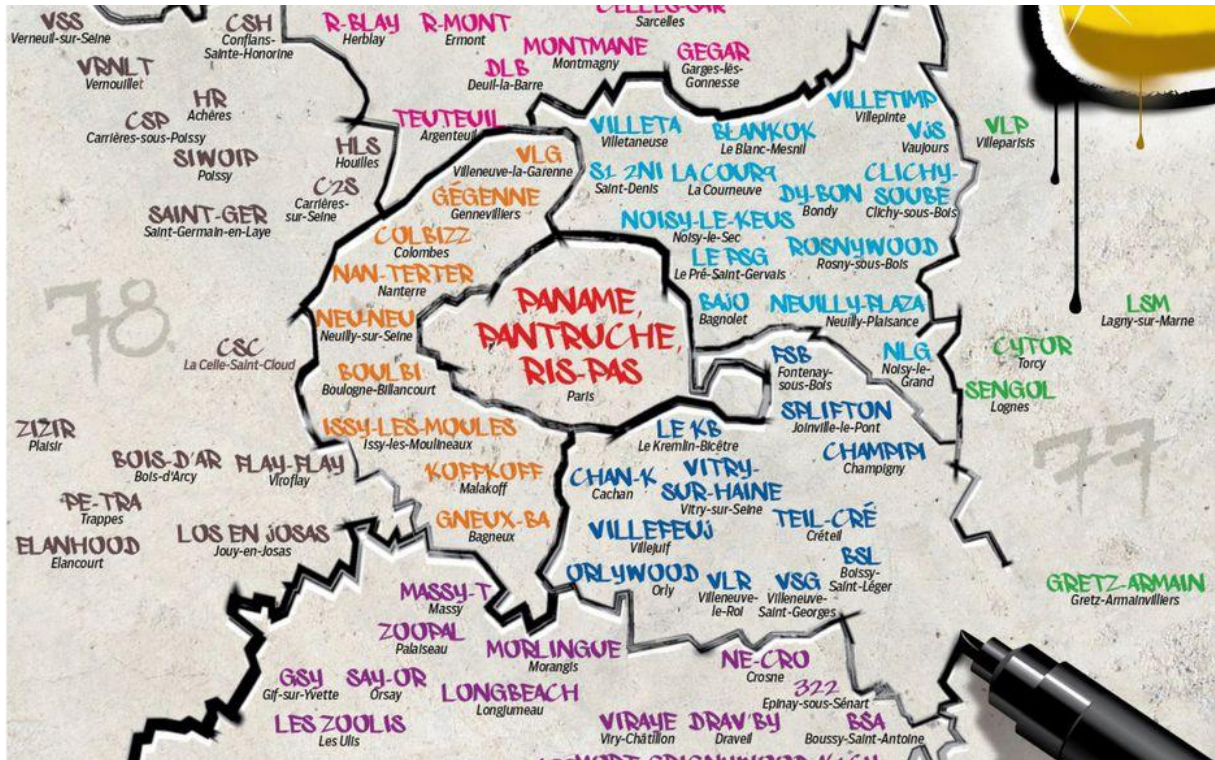 VSS
Verneuil-sur-Seine
CSH
Conflans-
Sainte-Honorine
R-BLAY
Herblay
R-MONT
Ermont
Sarcelles
MONTMANE
Montmagny
GEGAR
Garges-lès-
Gonnesse
VRNLT
Vernouillet
DLB
Deuil-la-Barre
HR
Achères
CSP
Carrières-sous-Poissy
TEUTEUIL
Argenteuil
VILLETIMP
Villepinte
VILLETA
Villetaneuse
BLANKOK
Le Blanc-Mesnil
VJS
Vaujours
VLP
Villeparisis
SIWOIP
Poissy
HLS
Houilles
VLG
Villeneuve-la-Garenne
S1 2NI
Saint-Denis
LA COUR9
La Courneuve
CLICHY-
SOUBE
Clichy-sous-Bois
C2S
Carrières-
sur-Seine
GÉGENNE
Gennevilliers
DY-BON
Bondy
SAINT-GER
Saint-Germain-en-Laye
NOISY-LE-KEUS
Noisy-le-Sec
COLBIZZ
Colombes
LE PSG
Le Pré-Saint-Gervais
ROSNYWOOD
Rosny-sous-Bois
NAN-TERTER
Nanterre
78
PANAME,
PANTRUCHE,
RIS-PAS
Paris
BAJO
Bagnolet
NEUILLY-PLAZA
Neuilly-Plaisance
LSM
Lagny-sur-Marne
NEU-NEU
Neuilly-sur-Seine
CSC
La Celle-Saint-Cloud
FSB
Fontenay-
sous-Bois
NLG
Noisy-le-
Grand
CYTOR
Torcy
BOULBI
Boulogne-Billancourt
SENGOL
Lognes
SPLIFTON
Joinville-le-Pont
ZIZIR
Plaisir
ISSY-LES-MOULES
Issy-les-Moulineaux
LE KB
Le Kremlin-Bicêtre
77
BOIS-D'AR
Bois-d'Arcy
FLAY-FLAY
Viroflay
KOFFKOFF
Malakoff
CHAN-K
Cachan
VITRY-
SUR-HAINE
Vitry-sur-Seine
CHAMPIPI
Champigny
PE-TRA
Trappes
GNEUX-BA
Bagneux
VILLEFEUJ
Villejuif
TEIL-CRÉ
Créteil
ELANHOOD
Elancourt
LOS EN JOSAS
Jouy-en-Josas
BSL
Boissy-
Saint-Léger
ORLYWOOD
Orly
VLR
Villeneuve-
le-Roi
VSG
Villeneuve-
Saint-Georges
GRETZ-ARMAIN
Gretz-Armainvilliers
MASSY-T
Massy
ZOOPAL
Palaiseau
MORLINGUE
Morangis
NE-CRO
Crosne
GSY
Gif-sur-Yvette
SAY-OR
Orsay
LONGBEACH
Longjumeau
322
Epinay-sous-Sénart
LES ZOOLIS
Les Ulis
VIRAYE
Viry-Châtillon
DRAV'BY
Draveil
BSA
Boussy-Saint-Antoine